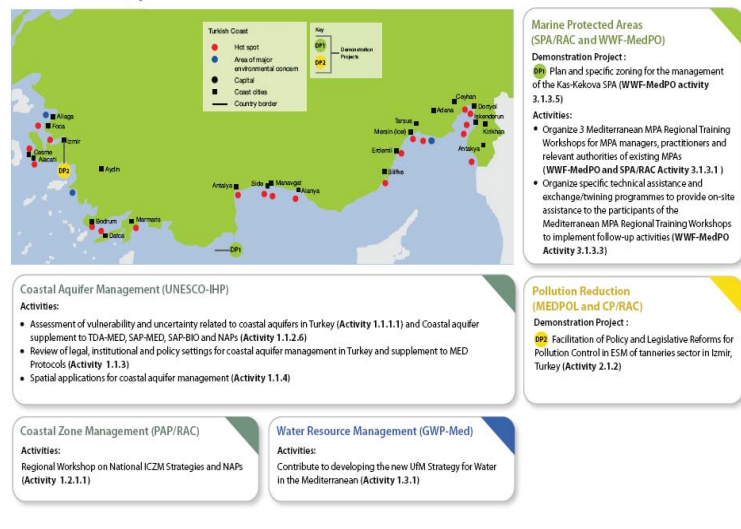 Turkish Coast
Hot spot
Area of major
environmental concern
Capital
Coast cities
Country border
Key
DP1
DP2
Demonstration
Projects
Aliaga
Foca
Izmir
Cesme
Alacati
DP2
Aydin
Bodrum
Datca
Marmaris
Antalya
Side
Manavgat
Alanya
DP1
Silifke
Erdemli
Mersin (Icel)
Tarsus
Adana
Ceyhan
Dortyol
Iskenderun
Kirikhan
Antakya
Marine Protected Areas
(SPA/RAC and WWF-MedPO)
Demonstration Project :
DP1 Plan and specific zoning for the management
of the Kas-Kekova SPA (WWF-MedPO activity
3.1.3.5)
Activities:
• Organize 3 Mediterranean MPA Regional Training
Workshops for MPA managers, practitioners and
relevant authorities of existing MPAs
(WWF-MedPO and SPA/RAC Activity 3.1.3.1 )
• Organize specific technical assistance and
exchange/twining programmes to provide on-site
assistance to the participants of the
Mediterranean MPA Regional Training Workshops
to implement follow-up activities (WWF-MedPO
Activity 3.1.3.3)
Coastal Aquifer Management (UNESCO-IHP)
Activities:
• Assessment of vulnerability and uncertainty related to coastal aquifers in Turkey (Activity 1.1.1.1) and Coastal aquifer
supplement to TDA-MED, SAP-MED, SAP-BIO and NAPs (Activity 1.1.2.6)
• Review of legal, institutional and policy settings for coastal aquifer management in Turkey and supplement to MED
Protocols (Activity 1.1.3)
• Spatial applications for coastal aquifer management (Activity 1.1.4)
Pollution Reduction
(MEDPOL and CP/RAC)
Demonstration Project :
DP2 Facilitation of Policy and Legislative Reforms for
Pollution Control in ESM of tanneries sector in Izmir,
Turkey (Activity 2.1.2)
Coastal Zone Management (PAP/RAC)
Activities:
Regional Workshop on National ICZM Strategies and NAPs
(Activity 1.2.1.1)
Water Resource Management (GWP-Med)
Activities:
Contribute to developing the new UfM Strategy for Water
in the Mediterranean (Activity 1.3.1)